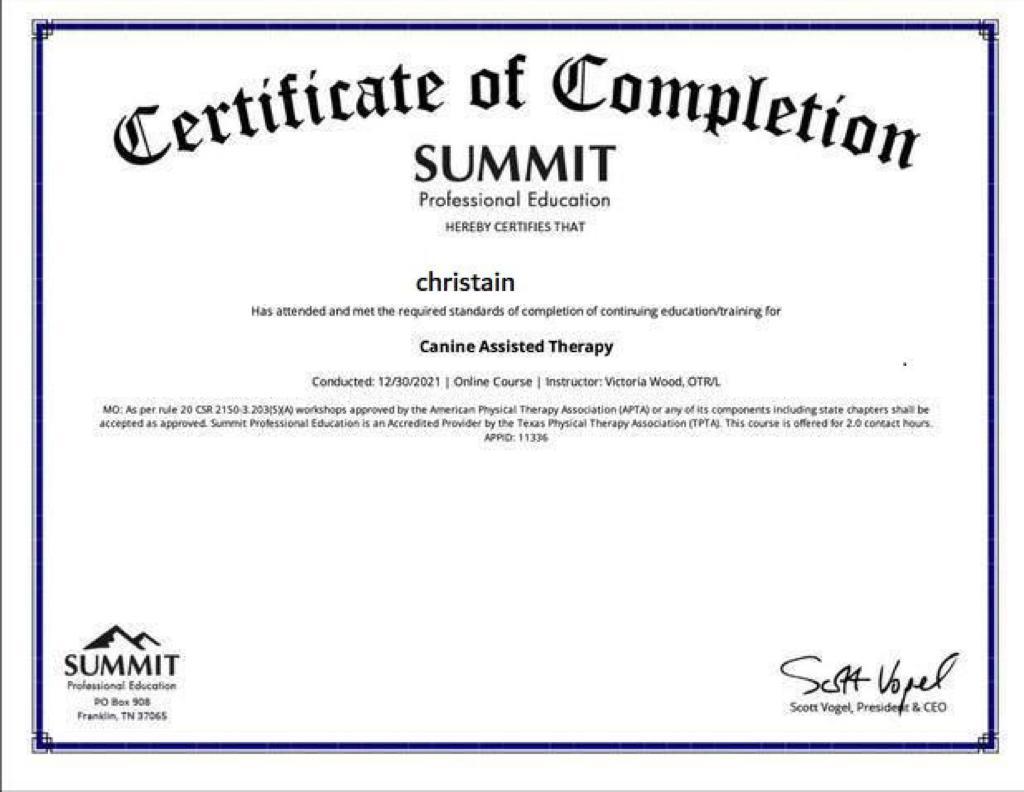 Certificate of Completion
SUMMIT
Professional Education
HEREBY CERTIFIES THAT
christain
Has attended and met the required standards of completion of continuing education/training for
Canine Assisted Therapy
Conducted: 12/30/2021 | Online Course | Instructor: Victoria Wood, OTR/L
MO: As per rule 20 CSR 2150-3.203(5)(A) workshops approved by the American Physical Therapy Association (APTA) or any of its components including state chapters shall be
accepted as approved. Summit Professional Education is an Accredited Provider by the Texas Physical Therapy Association (TPTA). This course is offered for 2.0 contact hours.
APPID: 11336
SUMMIT
Professional Education
PO Box 908
Franklin, TN 37065
Scott Vogel
Scott Vogel, President & CEO